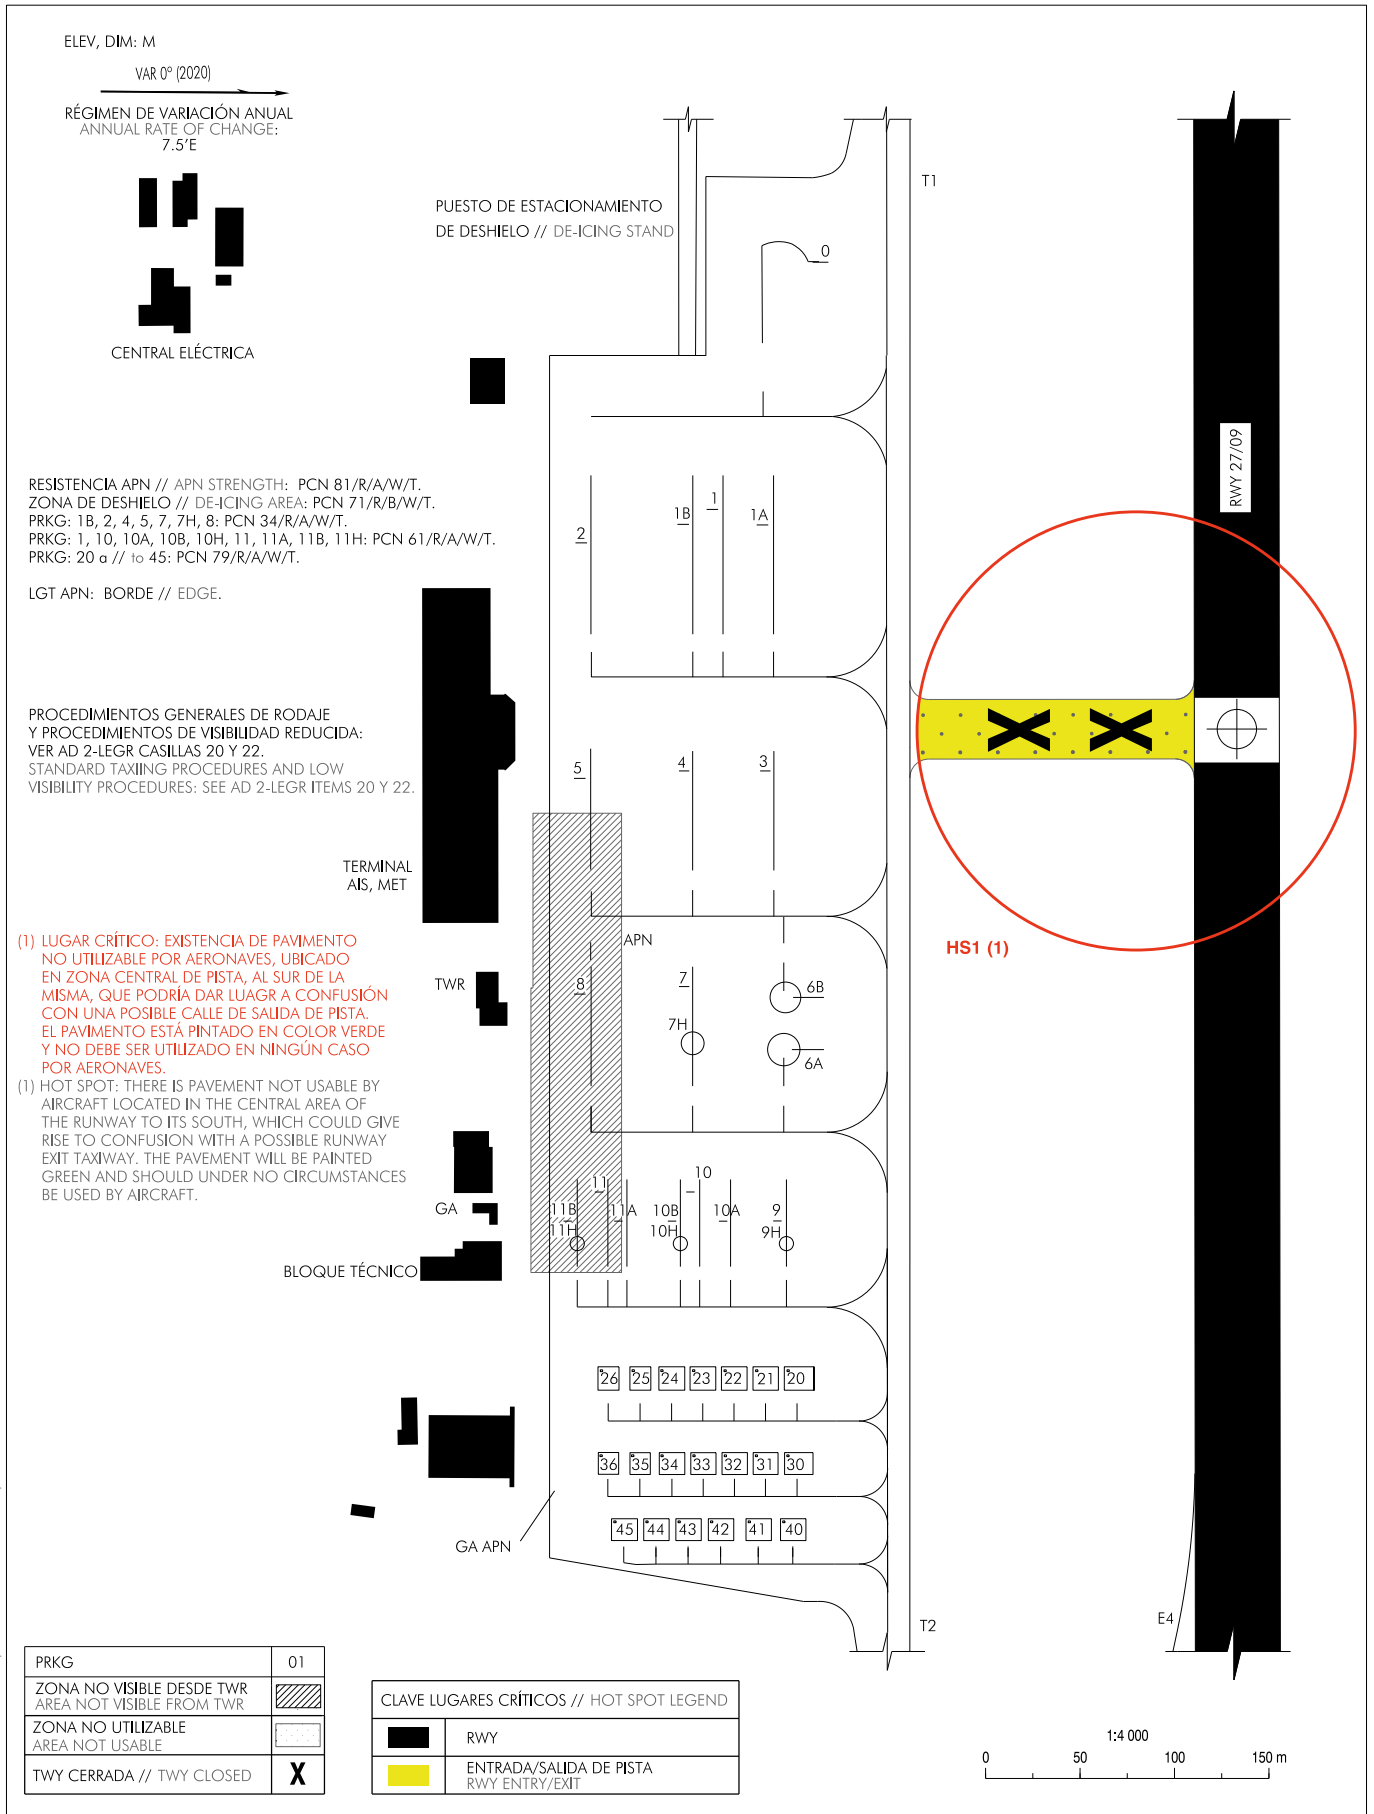 ELEV, DIM: M
VAR 0° (2020)
RÉGIMEN DE VARIACIÓN ANUAL
ANNUAL RATE OF CHANGE:
7.5'E
CENTRAL ELÉCTRICA
PUESTO DE ESTACIONAMIENTO
DE DESHIELO // DE-ICING STAND
0
T1
RWY 27/09
RESISTENCIA APN // APN STRENGTH: PCN 81/R/A/W/T.
ZONA DE DESHIELO // DE-ICING AREA: PCN 71/R/B/W/T.
PRKG: 1B, 2, 4, 5, 7, 7H, 8: PCN 34/R/A/W/T.
PRKG: 1, 10, 10A, 10B, 10H, 11, 11A, 11B, 11H: PCN 61/R/A/W/T.
PRKG: 20 a // to 45: PCN 79/R/A/W/T.
LGT APN: BORDE // EDGE.
2
1B
1
1A
PROCEDIMIENTOS GENERALES DE RODAJE
Y PROCEDIMIENTOS DE VISIBILIDAD REDUCIDA:
VER AD 2-LEGR CASILLAS 20 Y 22.
STANDARD TAXIING PROCEDURES AND LOW
VISIBILITY PROCEDURES: SEE AD 2-LEGR ITEMS 20 Y 22.
5
4
3
X X
TERMINAL
AIS, MET
HS1 (1)
(1) LUGAR CRÍTICO: EXISTENCIA DE PAVIMENTO
NO UTILIZABLE POR AERONAVES, UBICADO
EN ZONA CENTRAL DE PISTA, AL SUR DE LA
MISMA, QUE PODRÍA DAR LUAGR A CONFUSIÓN
CON UNA POSIBLE CALLE DE SALIDA DE PISTA.
EL PAVIMENTO ESTÁ PINTADO EN COLOR VERDE
Y NO DEBE SER UTILIZADO EN NINGÚN CASO
POR AERONAVES.
(1) HOT SPOT: THERE IS PAVEMENT NOT USABLE BY
AIRCRAFT LOCATED IN THE CENTRAL AREA OF
THE RUNWAY TO ITS SOUTH, WHICH COULD GIVE
RISE TO CONFUSION WITH A POSSIBLE RUNWAY
EXIT TAXIWAY. THE PAVEMENT WILL BE PAINTED
GREEN AND SHOULD UNDER NO CIRCUMSTANCES
BE USED BY AIRCRAFT.
TWR
APN
8
7
7H
6B
6A
GA
BLOQUE TÉCNICO
11
11B
11H
11A
10
10B
10H
10A
9
9H
26 25 24 23 22 21 20
36 35 34 33 32 31 30
45 44 43 42 41 40
GA APN
T2
E4
PRKG 01
ZONA NO VISIBLE DESDE TWR
AREA NOT VISIBLE FROM TWR
ZONA NO UTILIZABLE
AREA NOT USABLE
TWY CERRADA // TWY CLOSED X
CLAVE LUGARES CRÍTICOS // HOT SPOT LEGEND
RWY
ENTRADA/SALIDA DE PISTA
RWY ENTRY/EXIT
1:4 000
0 50 100 150 m